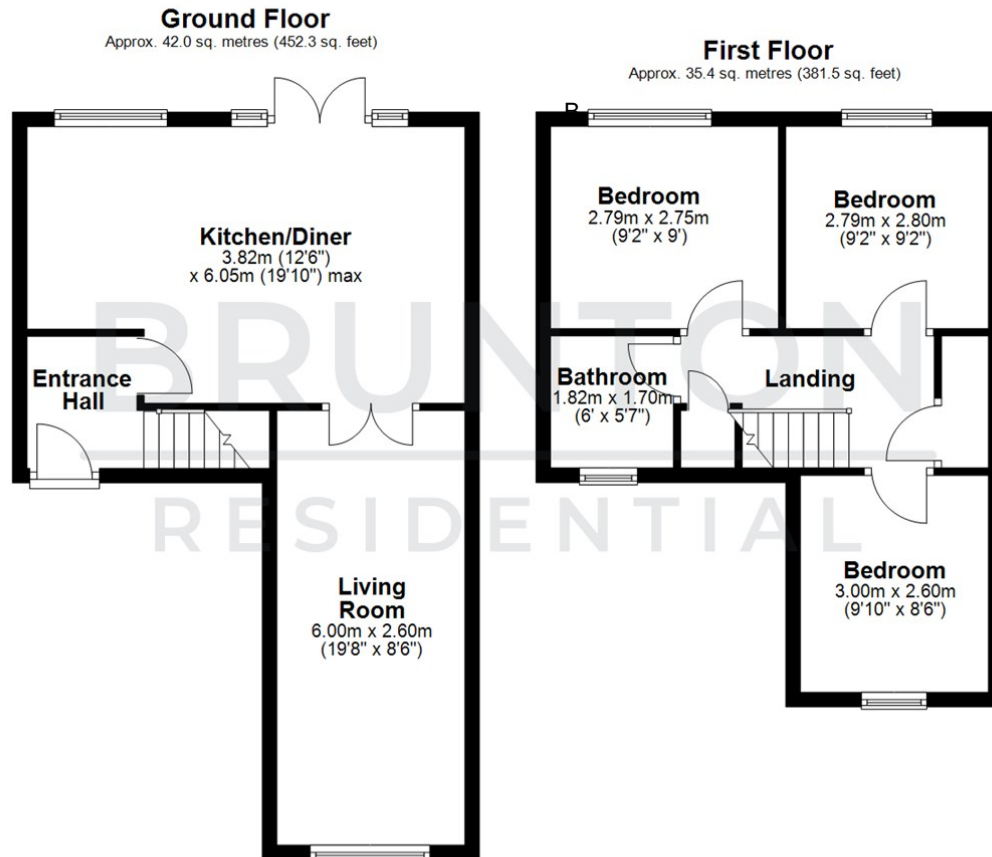 Ground Floor
Approx. 42.0 sq. metres (452.3 sq. feet)
Kitchen/Diner
3.82m (12'6")
x 6.05m (19'10") max
Entrance
Hall
Living
Room
6.00m x 2.60m
(19'8" x 8'6")
First Floor
Approx. 35.4 sq. metres (381.5 sq. feet)
Bedroom
2.79m x 2.75m
(9'2" x 9')
Bedroom
2.79m x 2.80m
(9'2" x 9'2")
Bathroom
1.82m x 1.70m
(6' x 5'7")
Landing
Bedroom
3.00m x 2.60m
(9'10" x 8'6")
BRUNTON
RESIDENTIAL